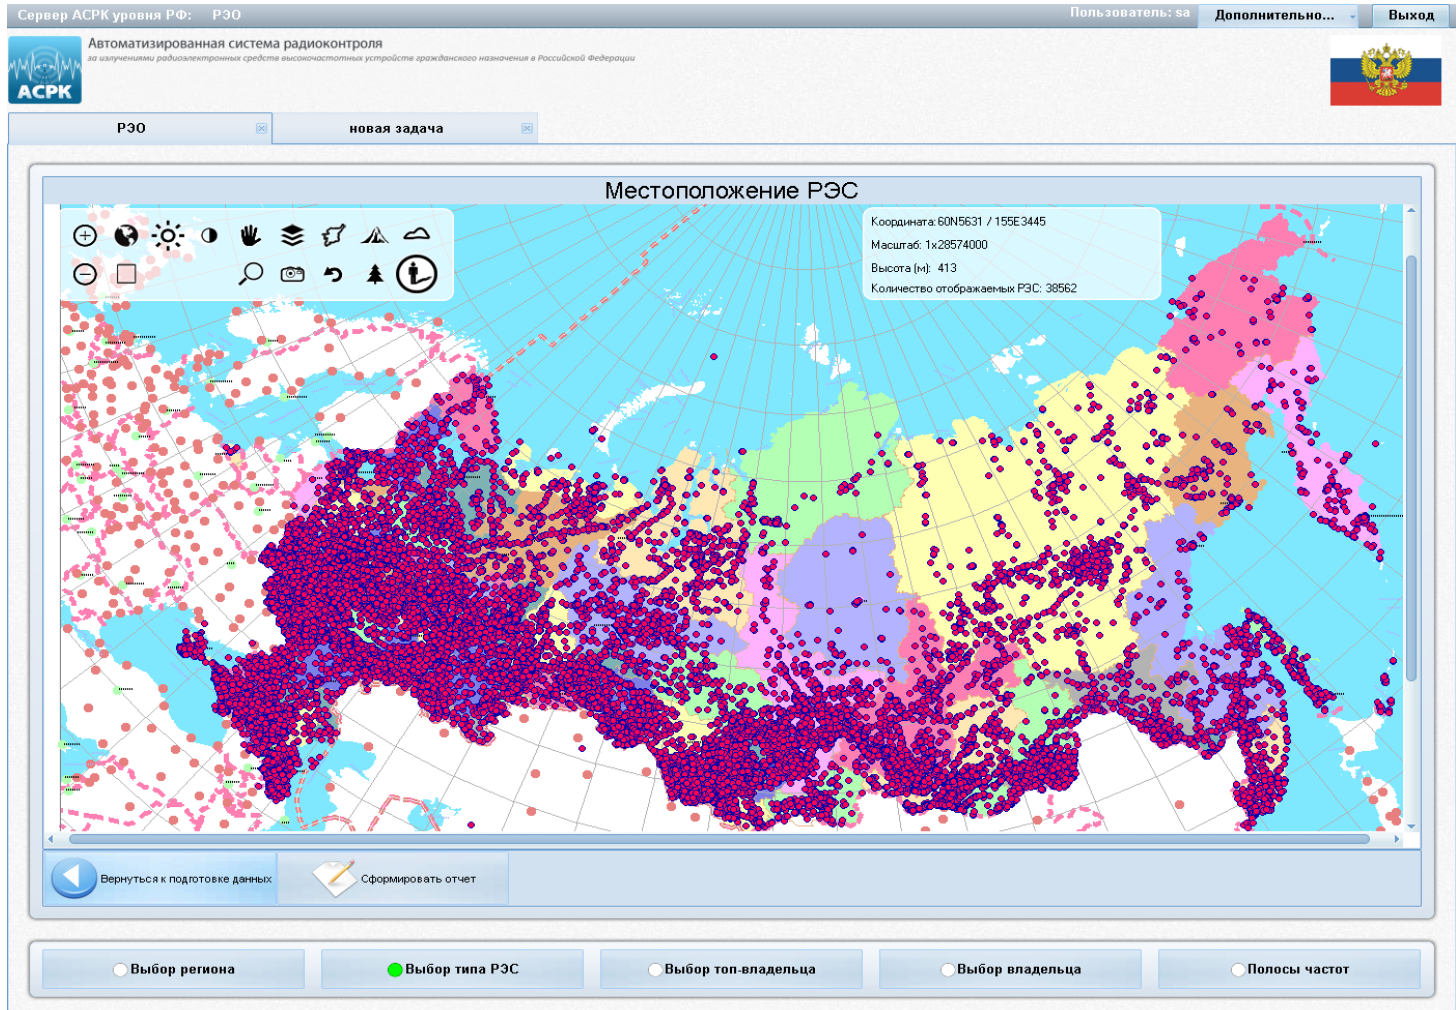 Сервер АСРК уровня РФ: РЭО
Пользователь: sa
Дополнительно...
Выход
АСРК
Автоматизированная система радиоконтроля
за излучениями радиоэлектронных средств высокочастотных устройств гражданского назначения в Российской Федерации
РЭО
новая задача
Местоположение РЭС
Координата: 60N5631 / 155E3445
Масштаб: 1x28574000
Высота (м): 413
Количество отображаемых РЭС: 38562
Вернуться к подготовке данных
Сформировать отчет
Выбор региона
Выбор типа РЭС
Выбор топ-владельца
Выбор владельца
Полосы частот